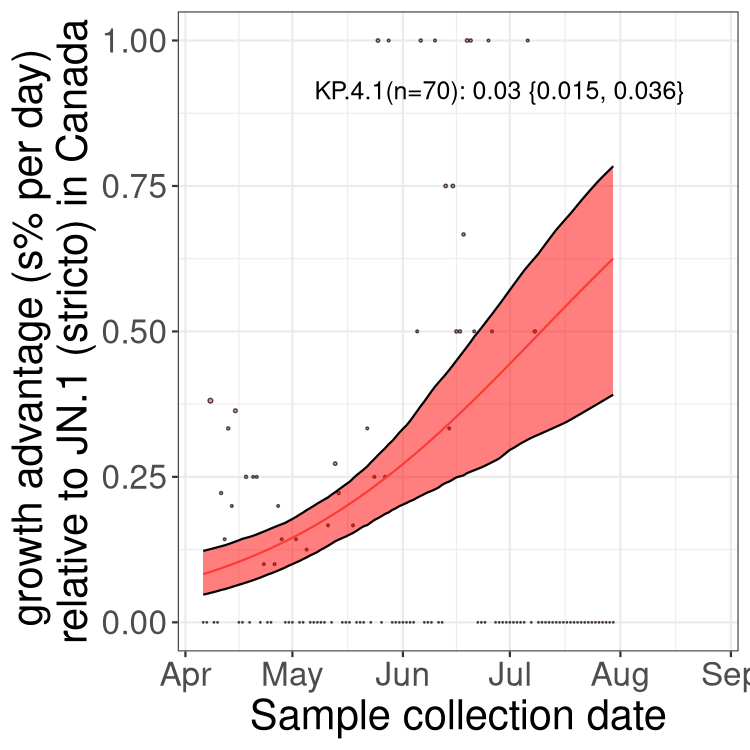 growth advantage (s% per day)
relative to JN.1 (stricto) in Canada
1.00
0.75
0.50
0.25
0.00
KP.4.1(n=70): 0.03 {0.015, 0.036}
Apr May Jun Jul Aug Sep
Sample collection date